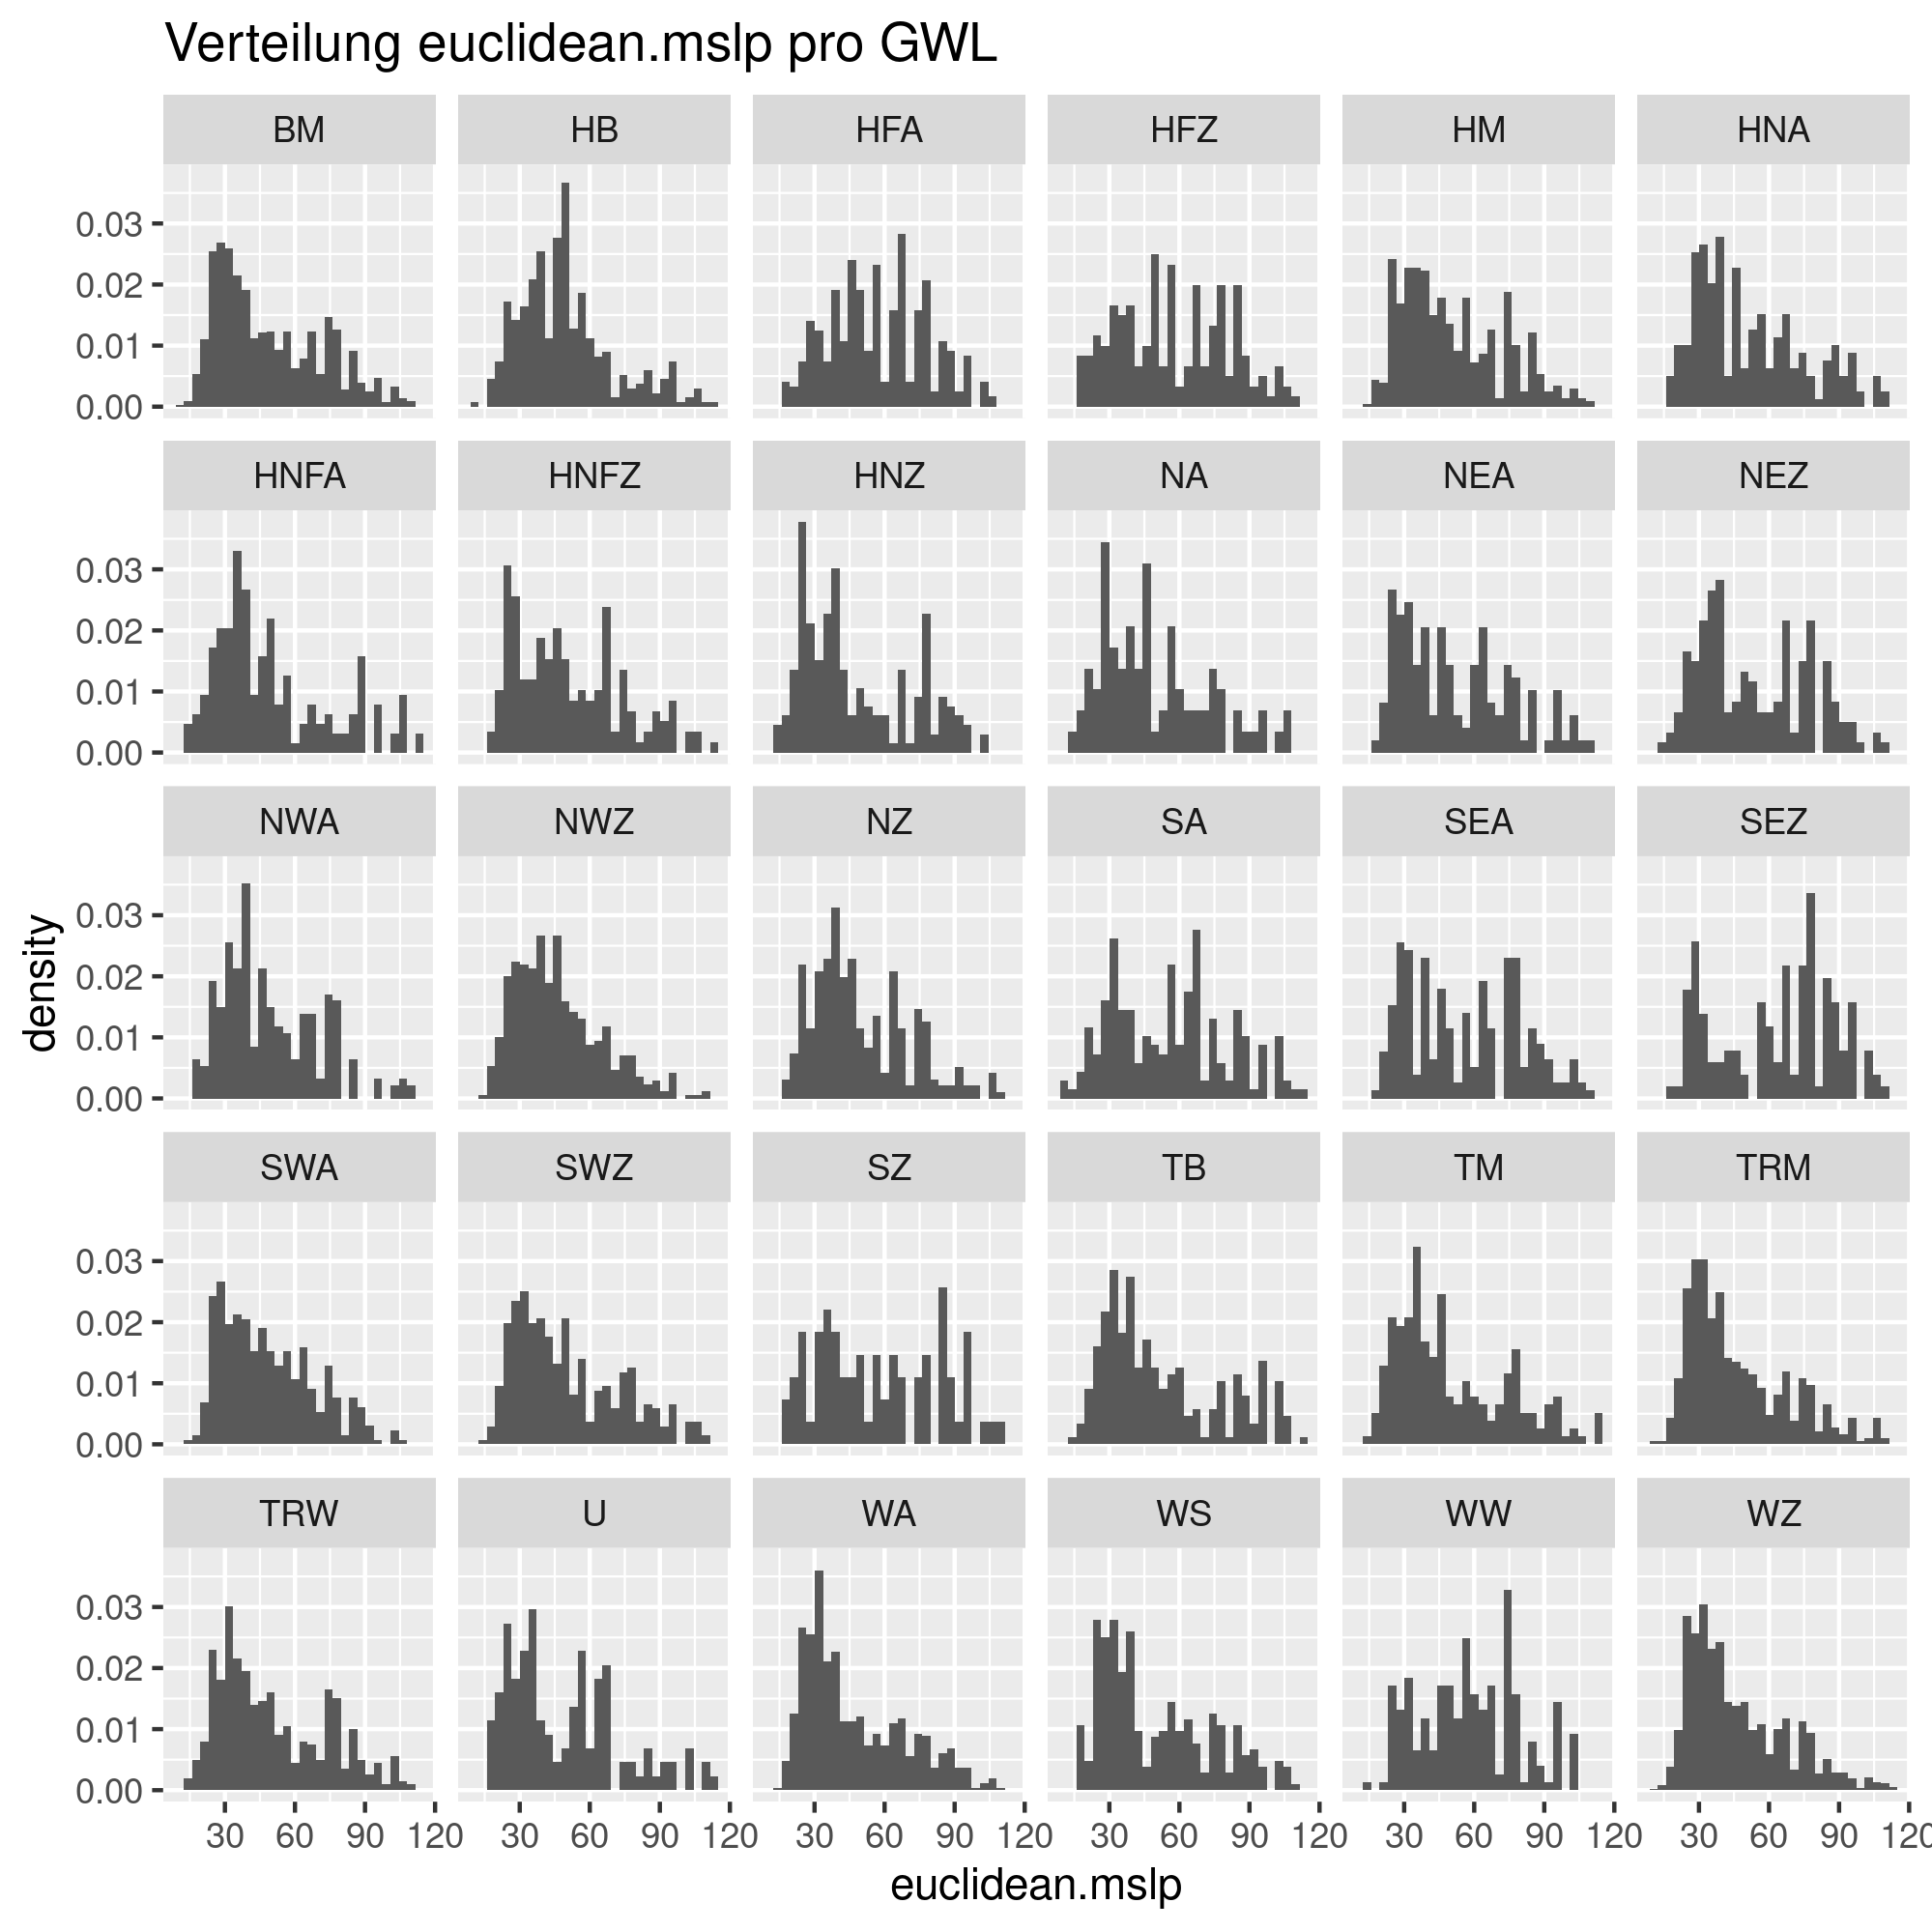 Verteilung euclidean.mslp pro GWL
BM HB HFA HFZ HM HNA
0.03
0.02
0.01
0.00
HNFA HNFZ HNZ NA NEA NEZ
0.03
0.02
0.01
0.00
NWA NWZ NZ SA SEA SEZ
0.03
0.02
0.01
0.00
density
SWA SWZ SZ TB TM TRM
0.03
0.02
0.01
0.00
TRW U WA WS WW WZ
0.03
0.02
0.01
0.00
30 60 90 120 30 60 90 120 30 60 90 120 30 60 90 120 30 60 90 120 30 60 90 120
euclidean.mslp